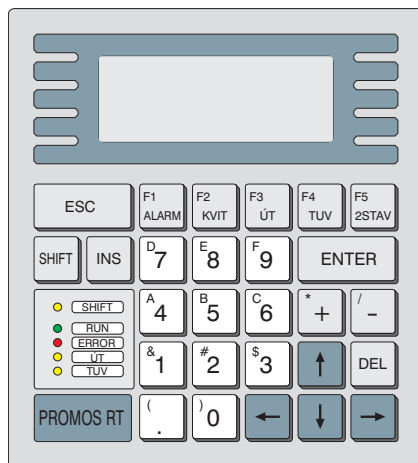 ESC
F1 ALARM
F2 KVIT
F3 ÚT
F4 TUV
F5 2STAV
SHIFT
INS
D 7
E 8
F 9
ENTER
SHIFT
RUN
ERROR
ÚT
TUV
A 4
B 5
C 6
* +
/ -
& 1
# 2
$ 3
↑
DEL
PROMOS RT
( .
) 0
←
↓
→